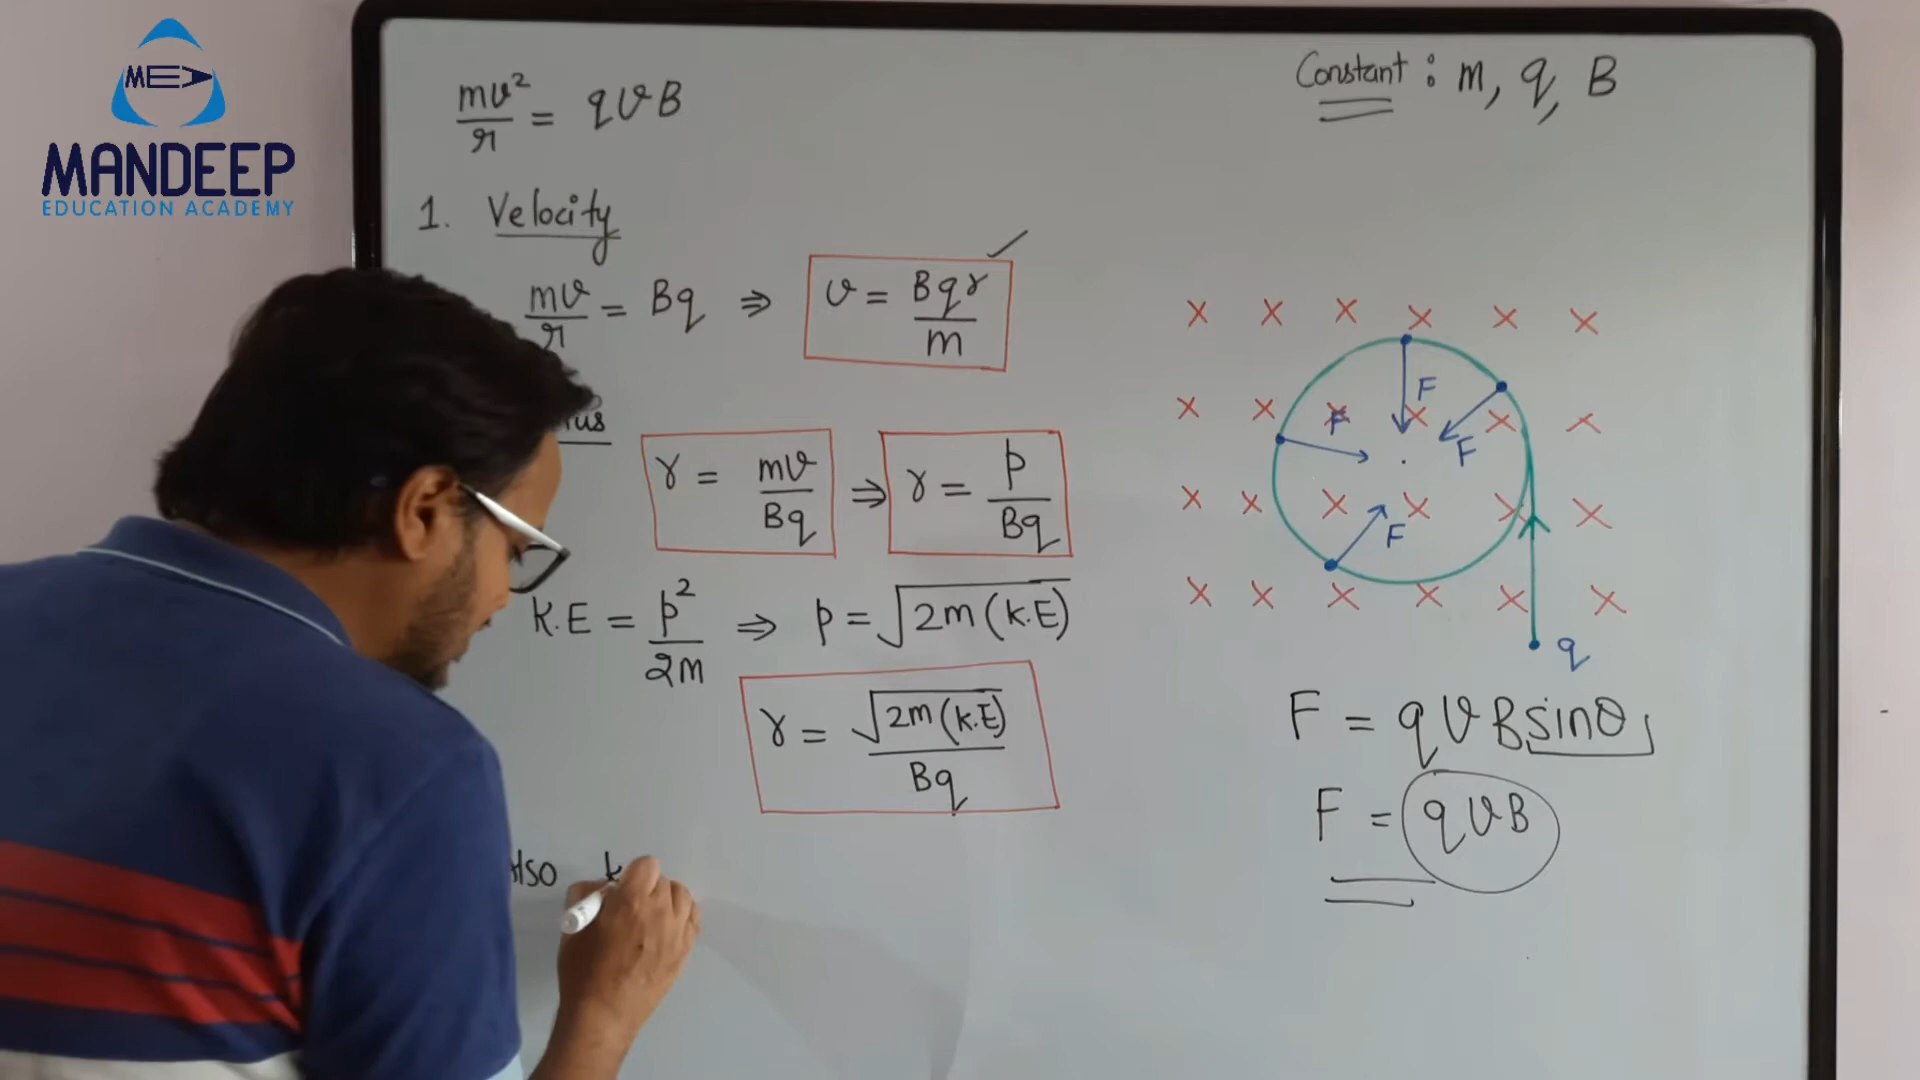 MEA
MANDEEP
EDUCATION ACADEMY
mv²/r = qvB
1. Velocity
mv/r = Bq ⇒ v = Bqr/m
r = mv/Bq ⇒ r = p/Bq
K.E = p²/2m ⇒ p = √2m(K.E)
r = √2m(K.E)/Bq
Constant : m, q, B
F
F
F
F
q
F = qvB sinθ
F = qvB